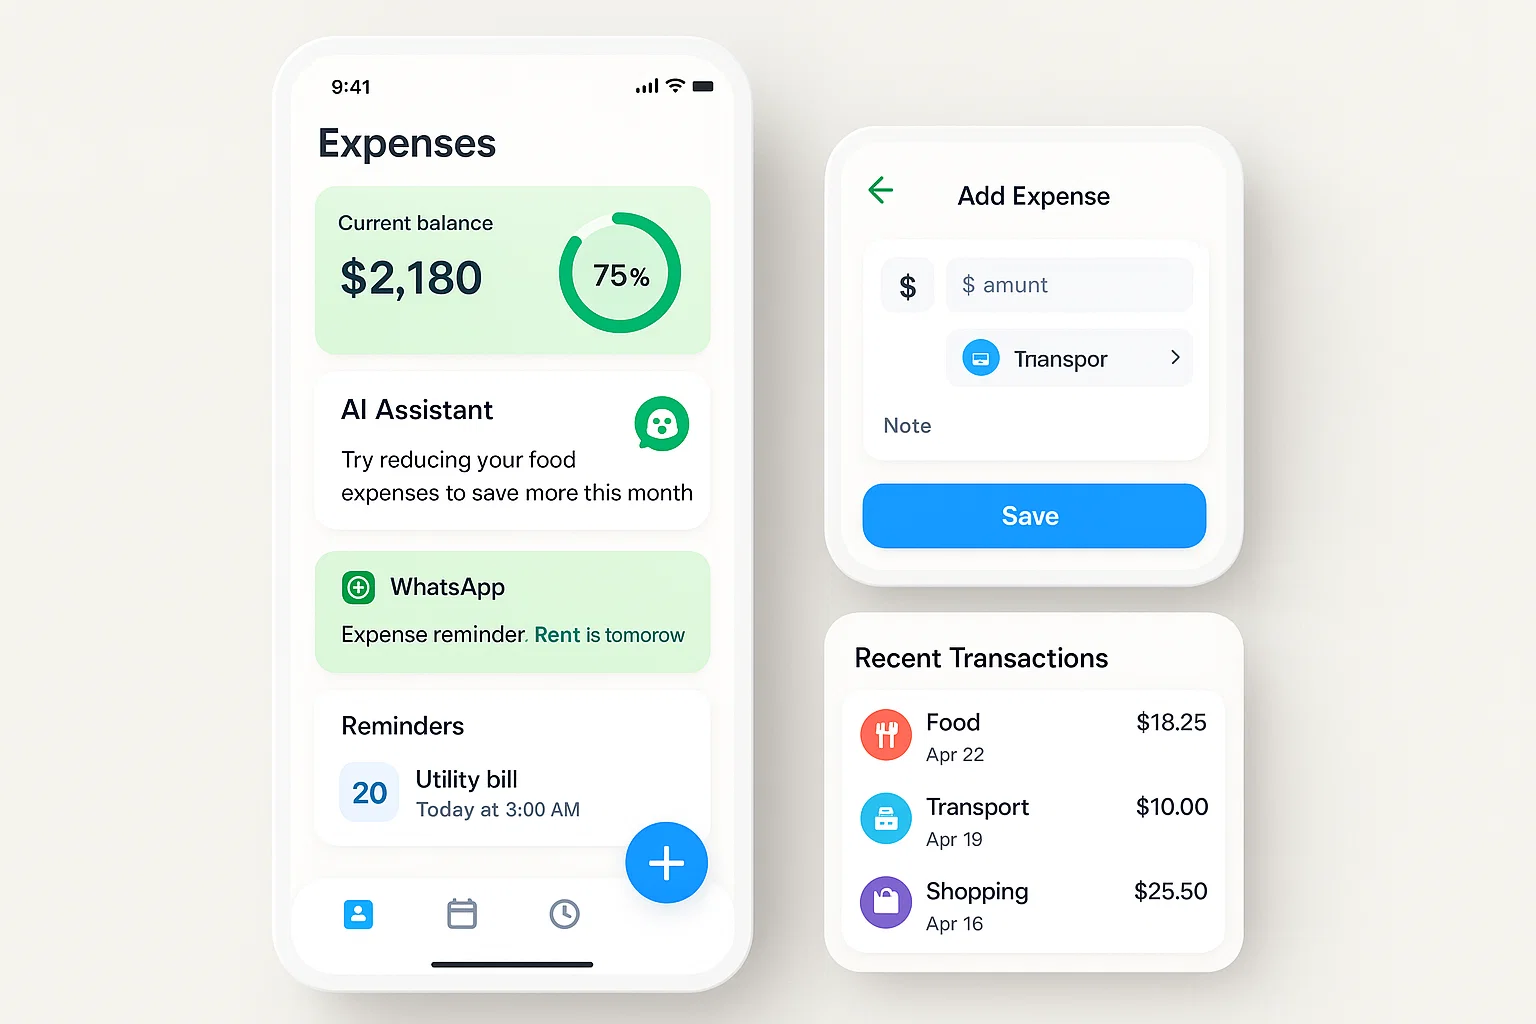 9:41
Expenses
Current balance
$2,180
75%
AI Assistant
Try reducing your food
expenses to save more this month
WhatsApp
Expense reminder. Rent is tomorow
Reminders
20
Utility bill
Today at 3:00 AM
Add Expense
$
$ amunt
Transpor
Note
Save
Recent Transactions
Food
$18.25
Apr 22
Transport
$10.00
Apr 19
Shopping
$25.50
Apr 16